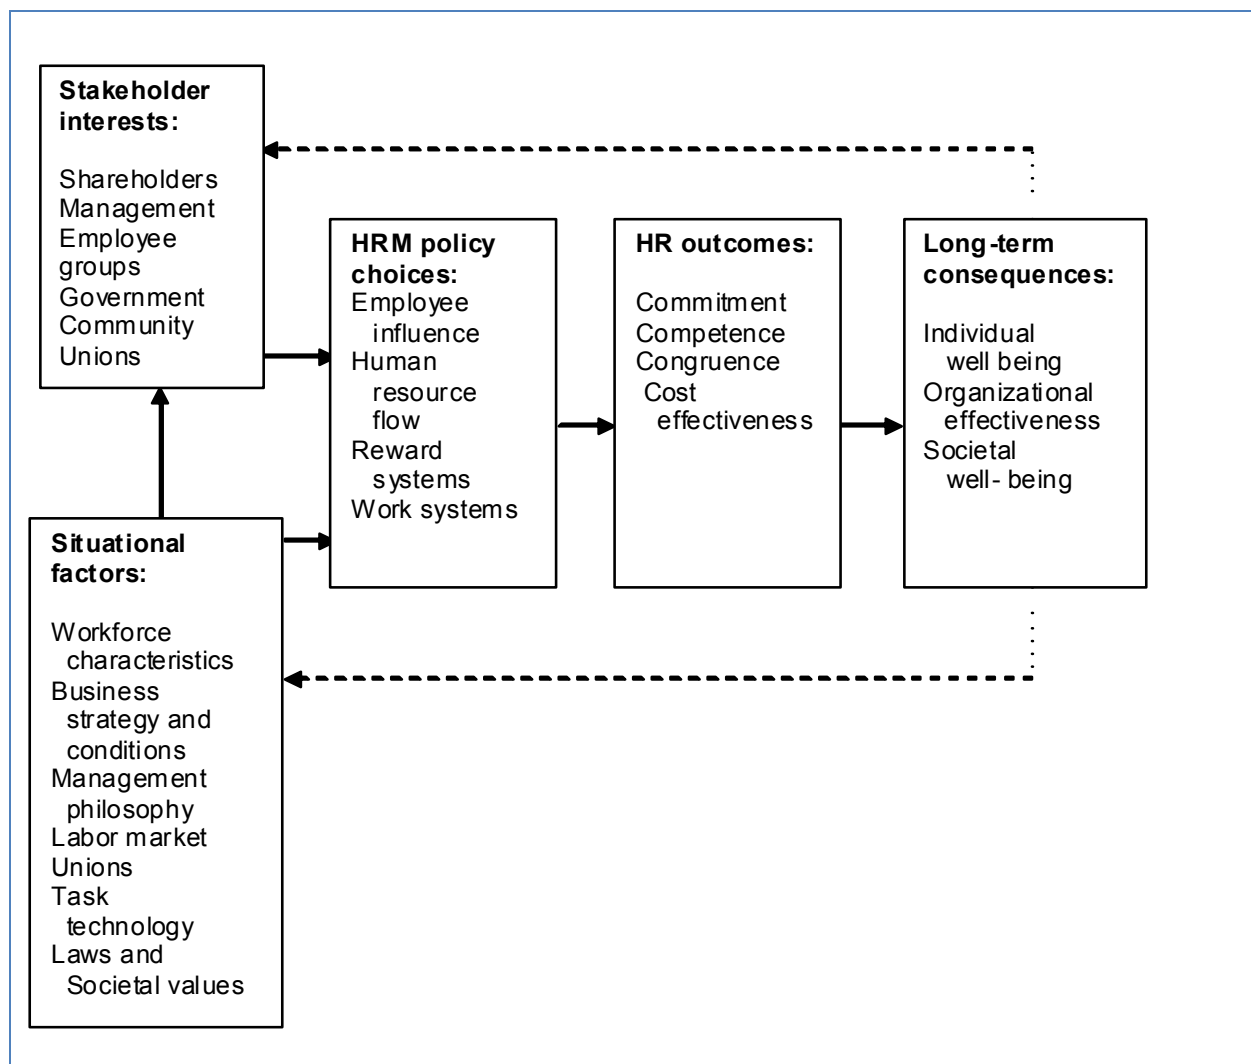 Stakeholder
interests:
Shareholders
Management
Employee
groups
Government
Community
Unions
HRM policy
choices:
Employee
influence
Human
resource
flow
Reward
systems
Work systems
HR outcomes:
Commitment
Competence
Congruence
Cost
effectiveness
Long-term
consequences:
Individual
well being
Organizational
effectiveness
Societal
well- being
Situational
factors:
Workforce
characteristics
Business
strategy and
conditions
Management
philosophy
Labor market
Unions
Task
technology
Laws and
Societal values